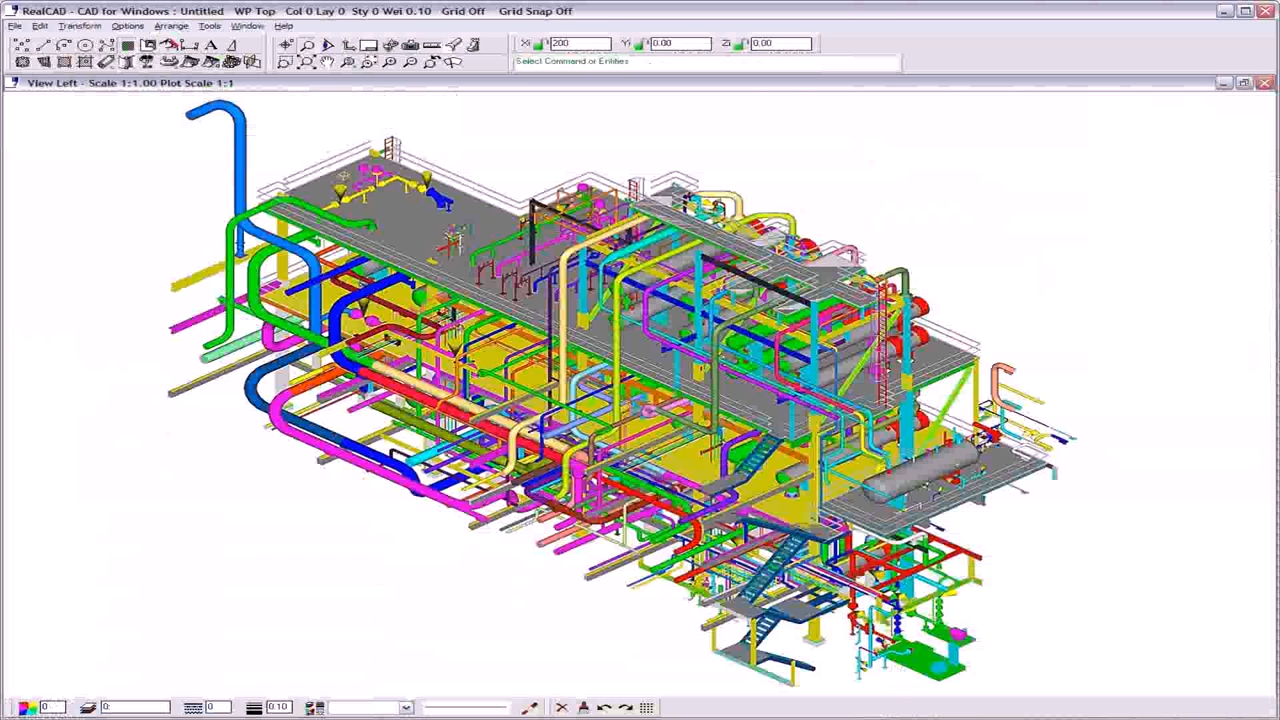 RealCAD - CAD for Windows : Untitled WP Top Col 0 Lay 0 Sty 0 Wei 0.10 Grid Off Grid Snap Off
File Edit Transform Options Arrange Tools Window Help
X: 200 Y: 0.00 Z: 0.00
Select Command or Entities
View Left - Scale 1:1.00 Plot Scale 1:1
0 0: 0 0.10